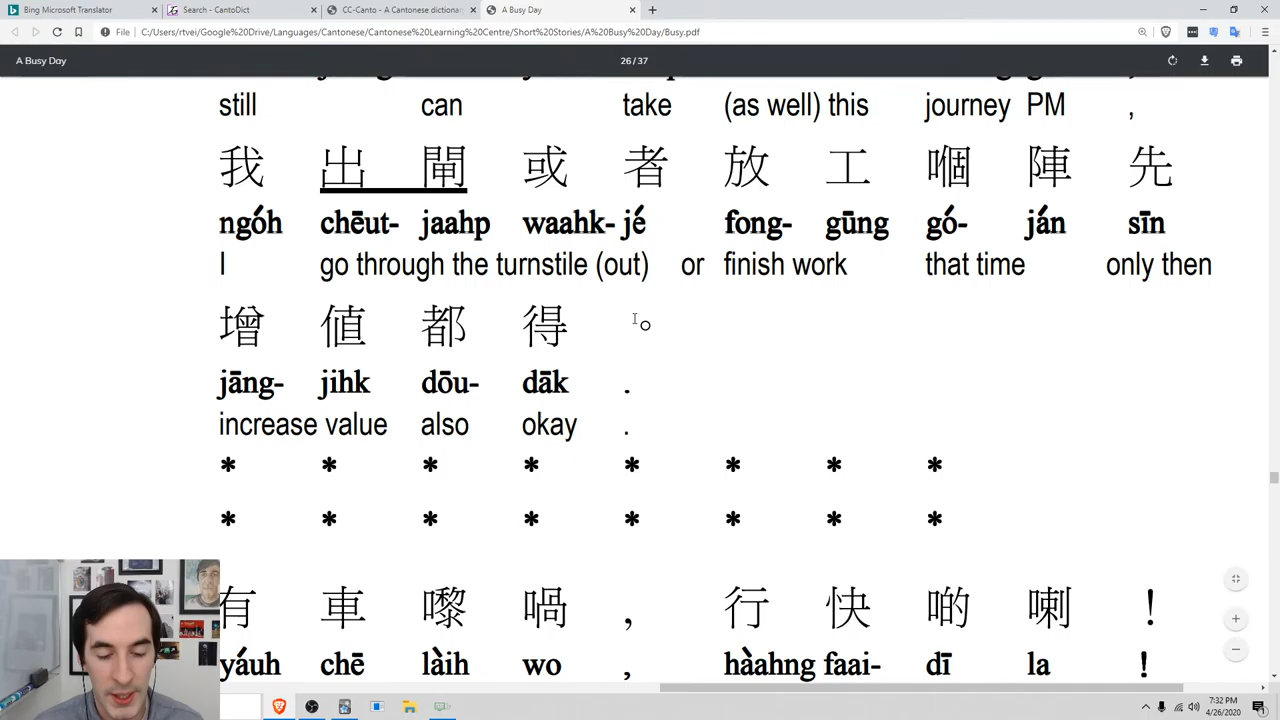 Bing Microsoft Translator
Search - CantoDict
CC-Canto - A Cantonese dictionar
A Busy Day
File C:/Users/rtvei/Google%20Drive/Languages/Cantonese/Cantonese%20Learning%20Centre/Short%20Stories/A%20Busy%20Day/Busy.pdf
A Busy Day 26/37
still can take (as well) this journey PM ,
我 出 閘 或 者 放 工 嗰 陣 先
ngóh chēut- jaahp waahk- jé fong- gūng gó- ján sīn
I go through the turnstile (out) or finish work that time only then
增 值 都 得 。
jāng- jihk dōu- dāk .
increase value also okay .
* * * * * * * *
* * * * * * * *
有 車 嚟 喎 , 行 快 啲 喇 !
yáuh chē làih wo , hàahng faai- dī la !
7:32 PM
4/26/2020